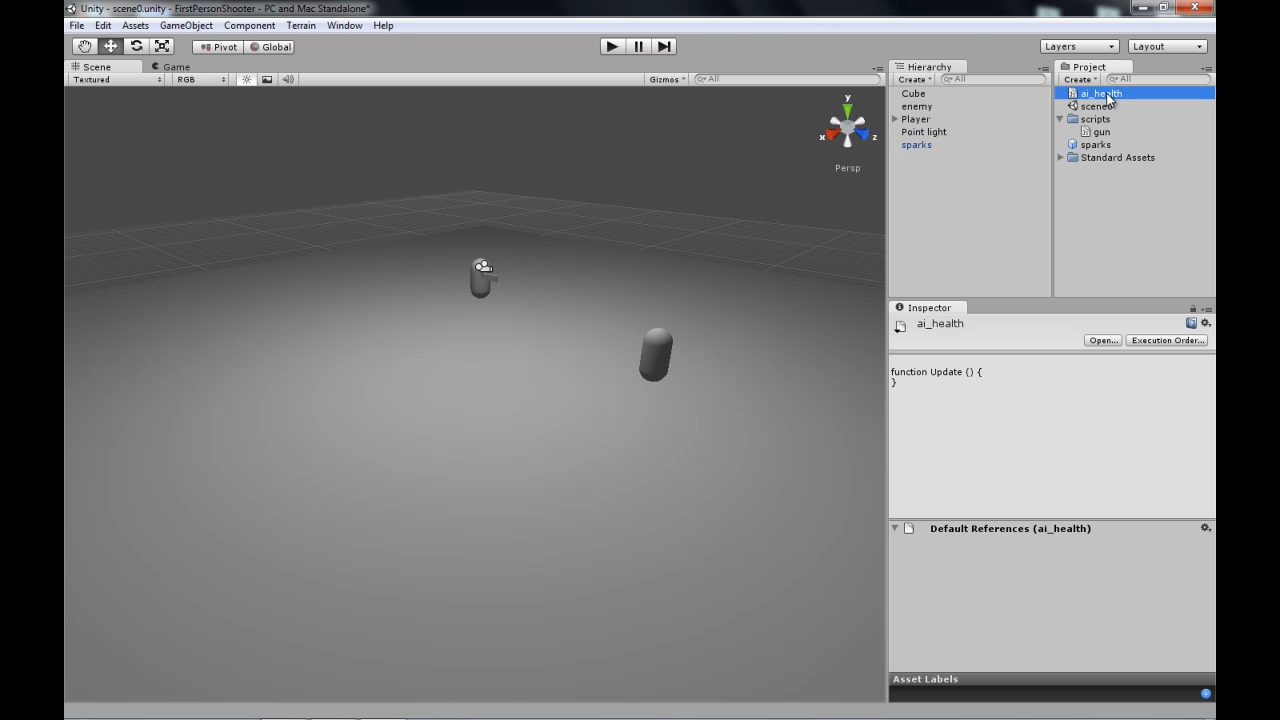 Unity - scene0.unity - FirstPersonShooter - PC and Mac Standalone*
File Edit Assets GameObject Component Terrain Window Help
Pivot Global Layers Layout
Scene Game
Textured RGB Gizmos All
y
x z
Persp
Hierarchy
Create All
Cube
enemy
Player
Point light
sparks
Project
Create All
ai_health
scene0
scripts
gun
sparks
Standard Assets
Inspector
ai_health
Open... Execution Order...
function Update () {
}
Default References (ai_health)
Asset Labels